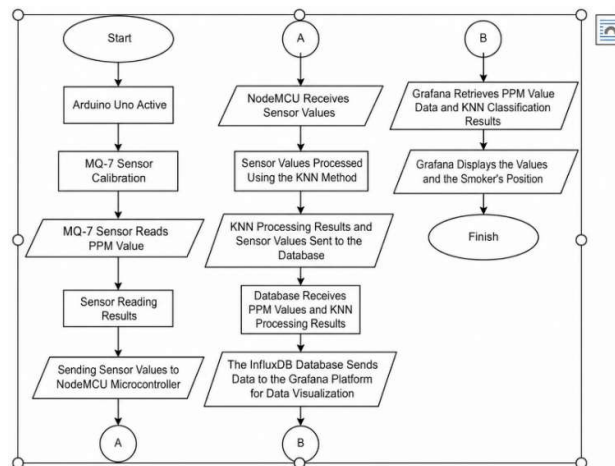 Start
Arduino Uno Active
MQ-7 Sensor
Calibration
MQ-7 Sensor Reads
PPM Value
Sensor Reading
Results
Sending Sensor Values to
NodeMCU Microcontroller
A
A
NodeMCU Receives
Sensor Values
Sensor Values Processed
Using the KNN Method
KNN Processing Results and
Sensor Values Sent to the
Database
Database Receives
PPM Values and KNN
Processing Results
The InfluxDB Database Sends
Data to the Grafana Platform
for Data Visualization
B
B
Grafana Retrieves PPM Value
Data and KNN Classification
Results
Grafana Displays the Values
and the Smoker's Position
Finish